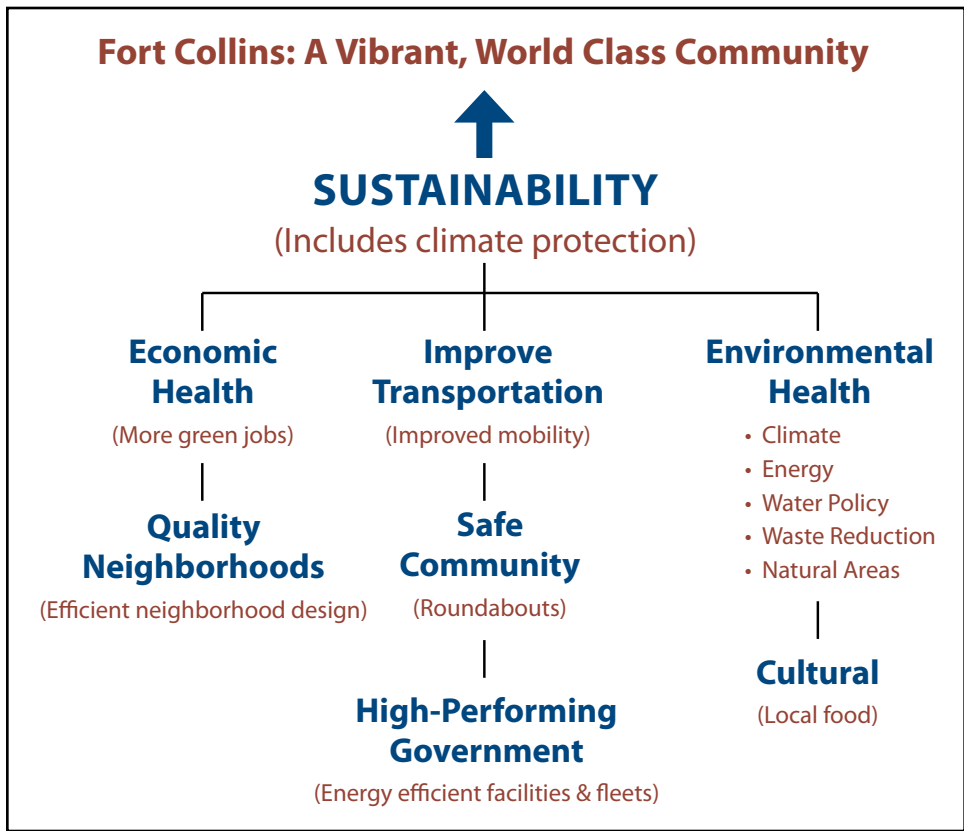 Fort Collins: A Vibrant, World Class Community
SUSTAINABILITY
(Includes climate protection)
Economic
Health
(More green jobs)
Quality
Neighborhoods
(Efficient neighborhood design)
Improve
Transportation
(Improved mobility)
Safe
Community
(Roundabouts)
High-Performing
Government
(Energy efficient facilities & fleets)
Environmental
Health
• Climate
• Energy
• Water Policy
• Waste Reduction
• Natural Areas
Cultural
(Local food)